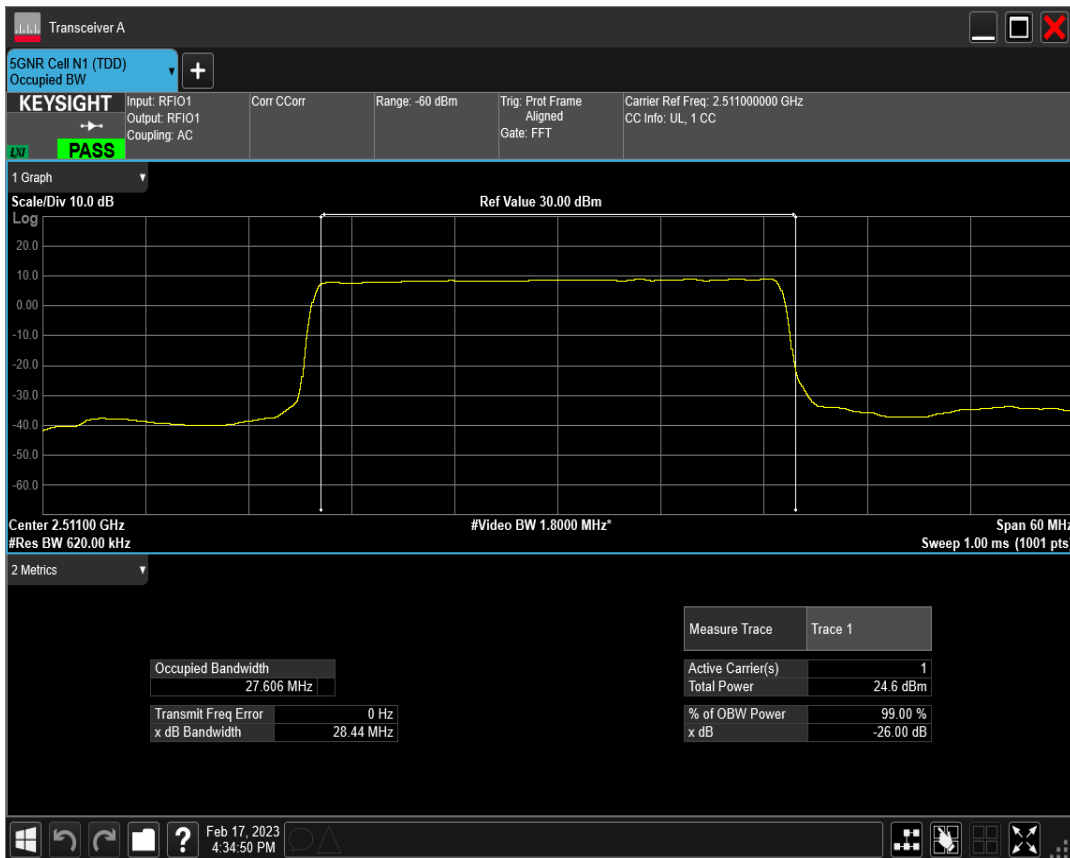 Transceiver A
5GNR Cell N1 (TDD)
Occupied BW
+
KEYSIGHT
LXI
PASS
Input: RFIO1
Output: RFIO1
Coupling: AC
Corr CCorr
Range: -60 dBm
Trig: Prot Frame
Aligned
Gate: FFT
Carrier Ref Freq: 2.511000000 GHz
CC Info: UL, 1 CC
1 Graph
Scale/Div 10.0 dB
Ref Value 30.00 dBm
Log
20.0
10.0
0.00
-10.0
-20.0
-30.0
-40.0
-50.0
-60.0
Center 2.51100 GHz
#Video BW 1.8000 MHz*
Span 60 MHz
#Res BW 620.00 kHz
Sweep 1.00 ms (1001 pts)
2 Metrics
Measure Trace Trace 1
Occupied Bandwidth
27.606 MHz
Active Carrier(s) 1
Total Power 24.6 dBm
Transmit Freq Error 0 Hz
x dB Bandwidth 28.44 MHz
% of OBW Power 99.00 %
x dB -26.00 dB
?
Feb 17, 2023
4:34:50 PM